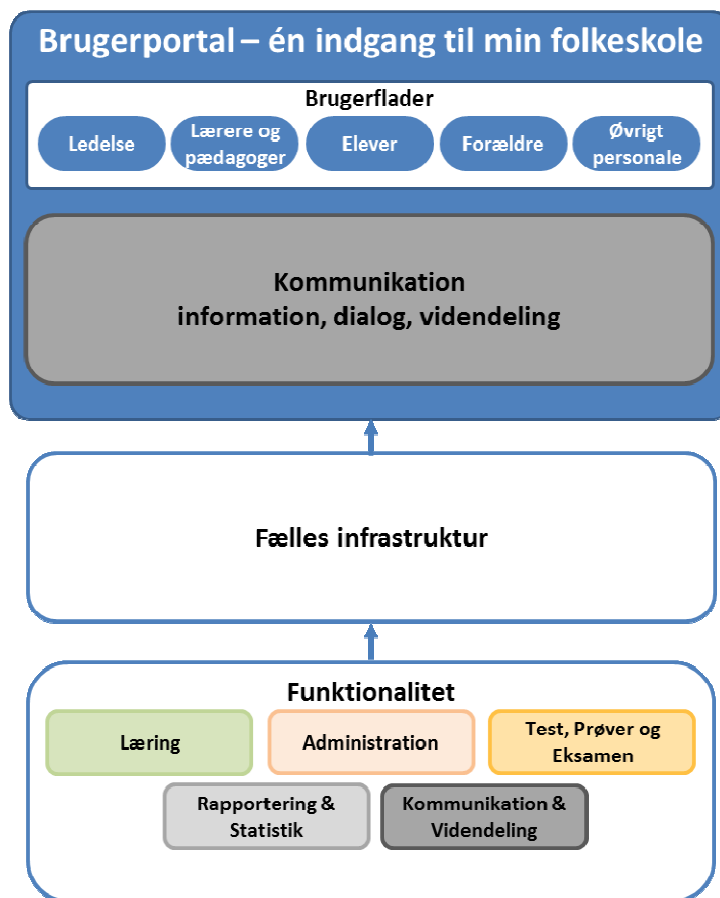 Brugerportal – én indgang til min folkeskole
Brugerflader
Ledelse
Lærere og
pædagoger
Elever
Forældre
Øvrigt
personale
Kommunikation
information, dialog, videndeling
Fælles infrastruktur
Funktionalitet
Læring
Administration
Test, Prøver og
Eksamen
Rapportering &
Statistik
Kommunikation &
Videndeling